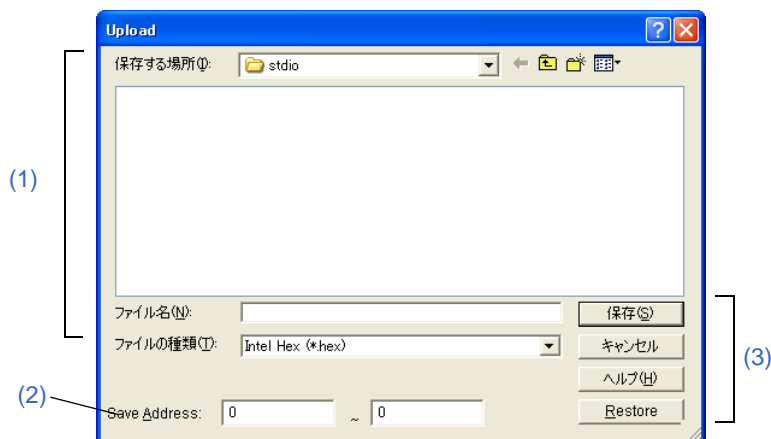 Upload
保存する場所(I):
stdio
(1)
ファイル名(N):
保存(S)
ファイルの種類(T):
Intel Hex (*.hex)
キャンセル
(3)
ヘルプ(H)
(2)
Save Address:
0
~
0
Restore